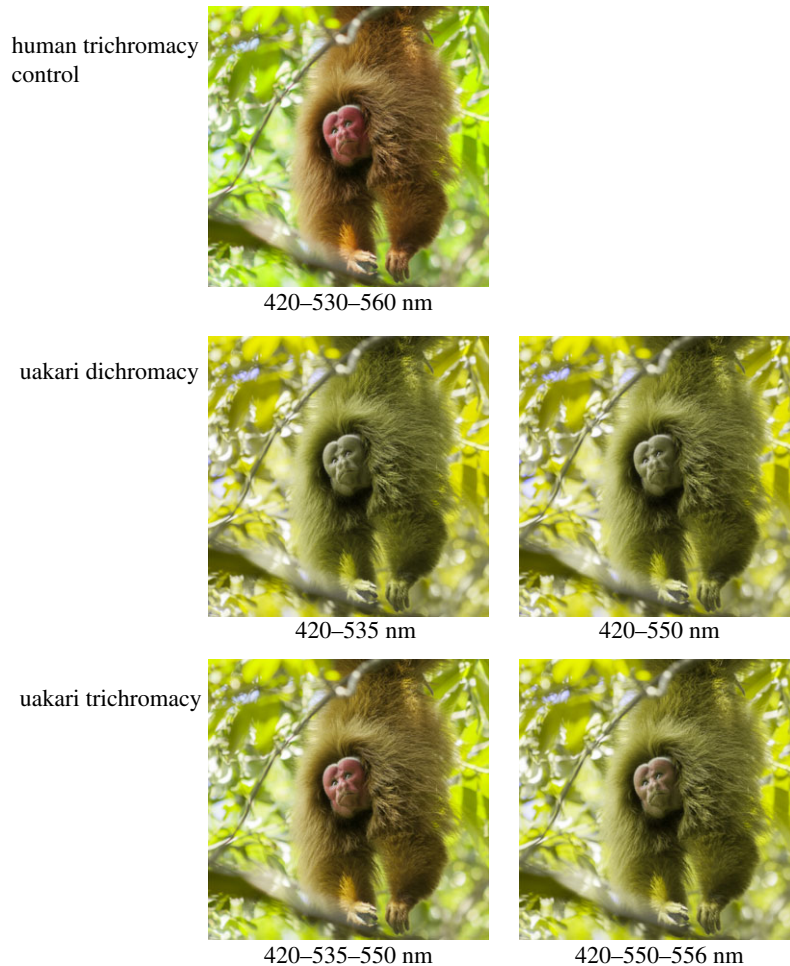 human trichromacy
control
420–530–560 nm
uakari dichromacy
420–535 nm
420–550 nm
uakari trichromacy
420–535–550 nm
420–550–556 nm